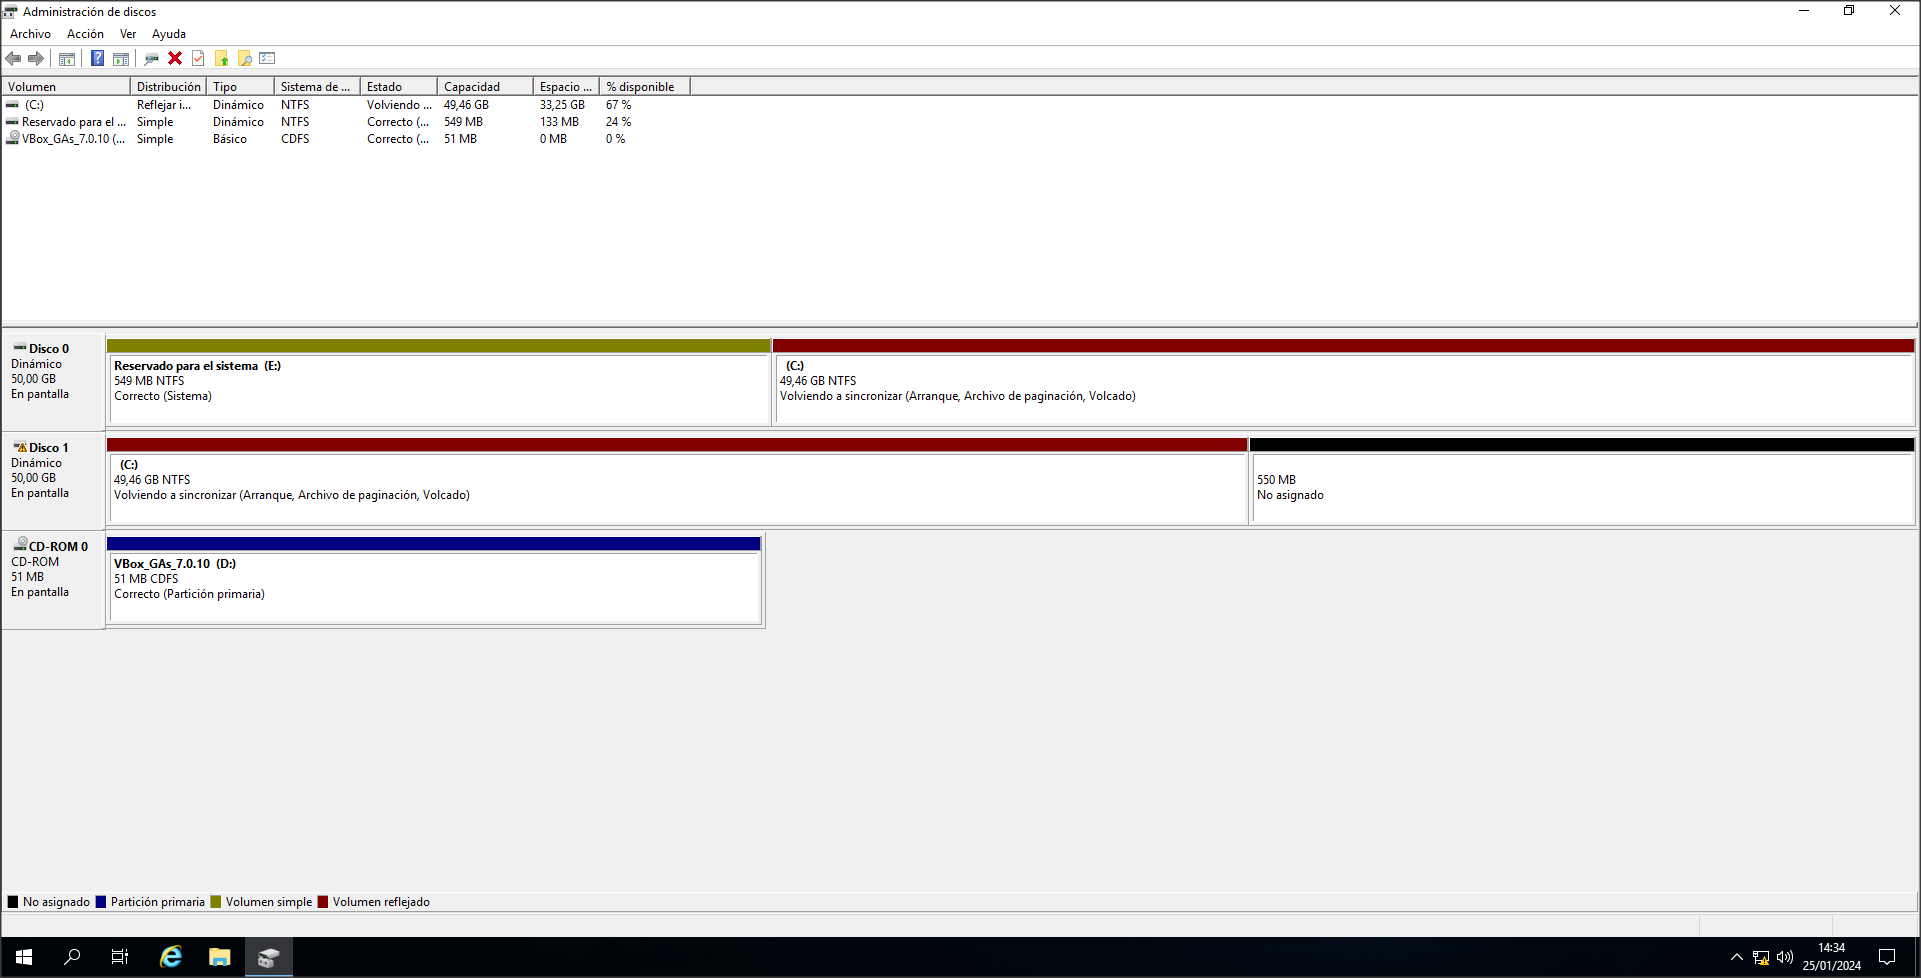 Administración de discos
Archivo Acción Ver Ayuda
Volumen Distribución Tipo Sistema de ... Estado Capacidad Espacio ... % disponible
(C:) Reflejar i... Dinámico NTFS Volviendo ... 49,46 GB 33,25 GB 67 %
Reservado para el ... Simple Dinámico NTFS Correcto (... 549 MB 133 MB 24 %
VBox_GAs_7.0.10 (... Simple Básico CDFS Correcto (... 51 MB 0 MB 0 %
Disco 0
Dinámico
50,00 GB
En pantalla
Reservado para el sistema (E:)
549 MB NTFS
Correcto (Sistema)
(C:)
49,46 GB NTFS
Volviendo a sincronizar (Arranque, Archivo de paginación, Volcado)
Disco 1
Dinámico
50,00 GB
En pantalla
(C:)
49,46 GB NTFS
Volviendo a sincronizar (Arranque, Archivo de paginación, Volcado)
550 MB
No asignado
CD-ROM 0
CD-ROM
51 MB
En pantalla
VBox_GAs_7.0.10 (D:)
51 MB CDFS
Correcto (Partición primaria)
No asignado Partición primaria Volumen simple Volumen reflejado
14:34
25/01/2024